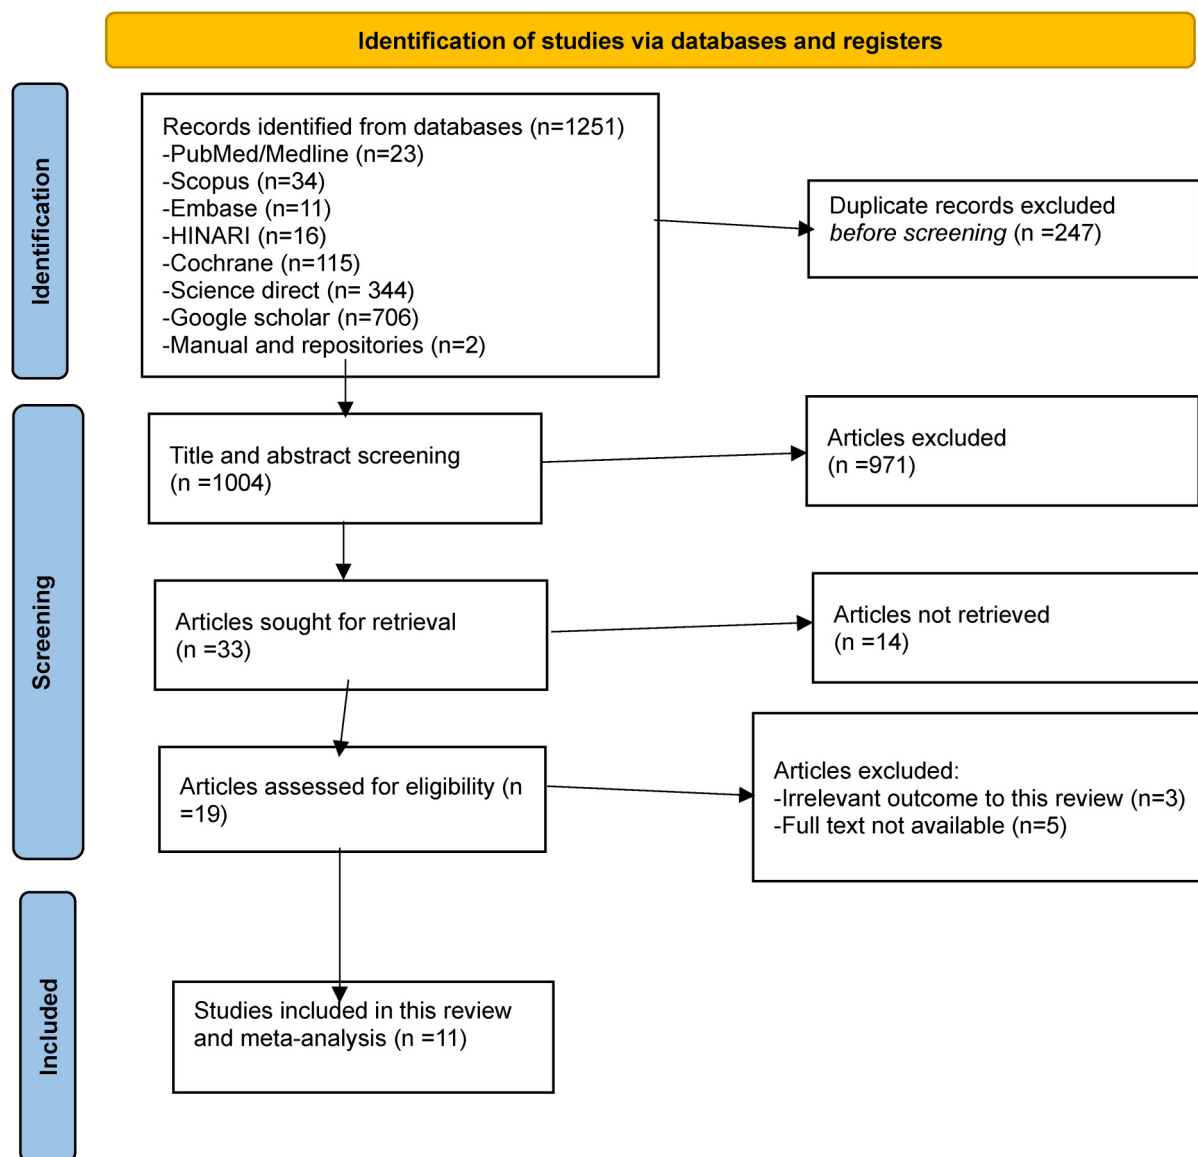 Identification of studies via databases and registers
Identification
Records identified from databases (n=1251)
-PubMed/Medline (n=23)
-Scopus (n=34)
-Embase (n=11)
-HINARI (n=16)
-Cochrane (n=115)
-Science direct (n= 344)
-Google scholar (n=706)
-Manual and repositories (n=2)
Duplicate records excluded
before screening (n =247)
Screening
Title and abstract screening
(n =1004)
Articles excluded
(n =971)
Articles sought for retrieval
(n =33)
Articles not retrieved
(n =14)
Articles assessed for eligibility (n
=19)
Articles excluded:
-Irrelevant outcome to this review (n=3)
-Full text not available (n=5)
Included
Studies included in this review
and meta-analysis (n =11)